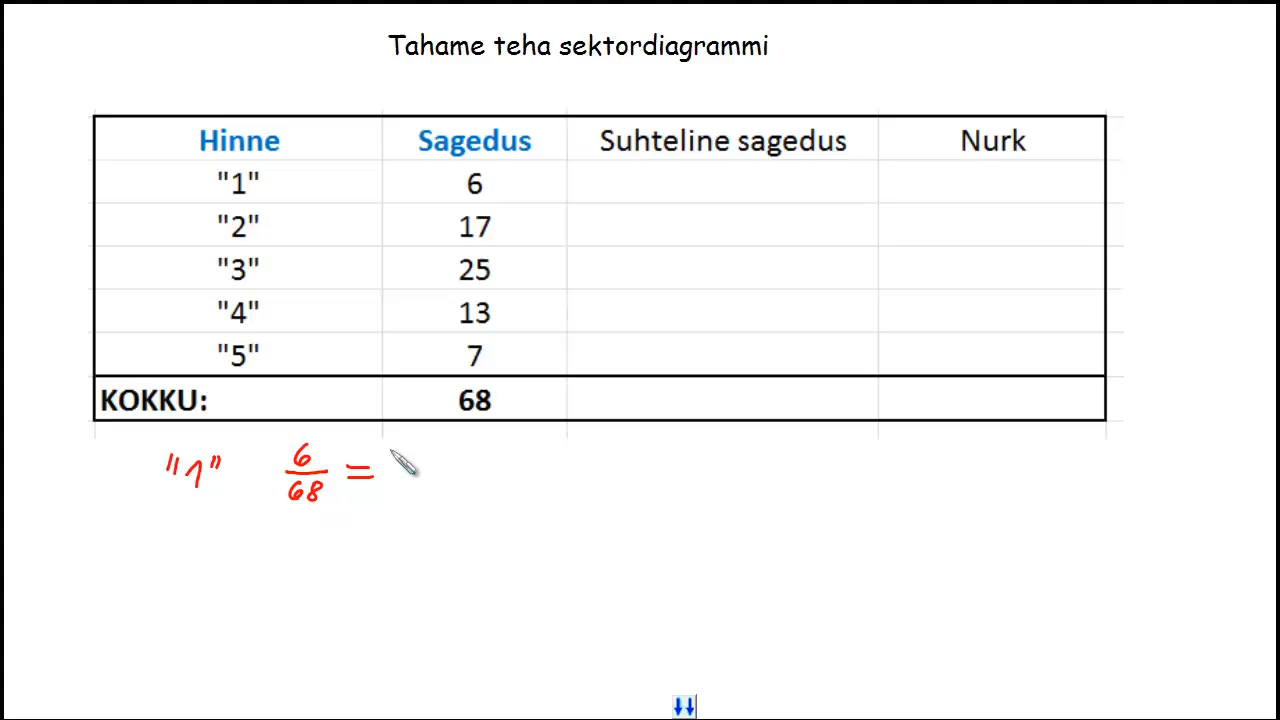 Tahame teha sektordiagrammi
Hinne Sagedus Suhteline sagedus Nurk
"1" 6
"2" 17
"3" 25
"4" 13
"5" 7
KOKKU: 68
"1" 6/68 =